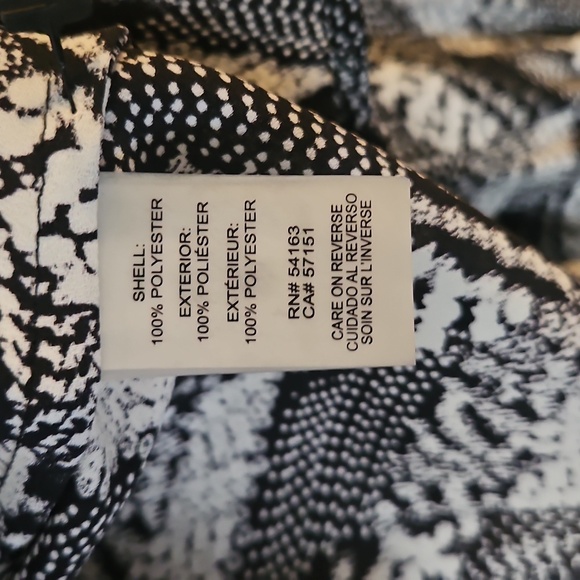 SHELL:
100% POLYESTER
EXTERIOR:
100% POLIÉSTER
EXTÉRIEUR:
100% POLYESTER
RN# 54163
CA# 57151
CARE ON REVERSE
CUIDADO AL REVERSO
SOIN SUR L'INVERSE